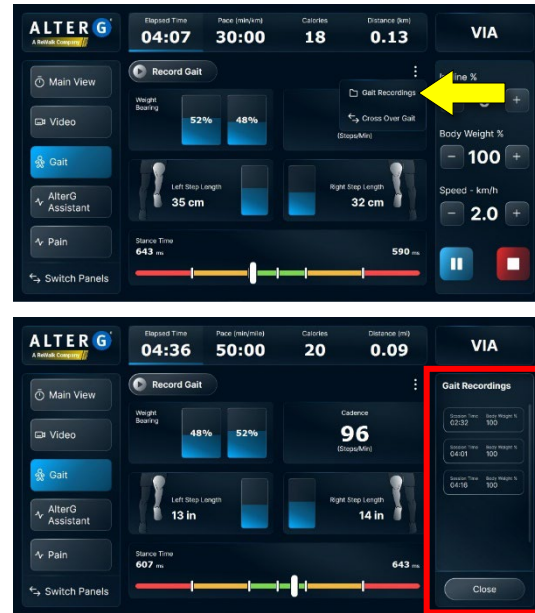 ALTER G
A ReWalk Company
Elapsed Time
04:07
Pace (min/km)
30:00
Calories
18
Distance (km)
0.13
VIA
Main View
Video
Gait
AlterG
Assistant
Pain
Switch Panels
Record Gait
Gait Recordings
Cross Over Gait
Weight
Bearing
52%
48%
(Steps/Min)
Left Step Length
35 cm
Right Step Length
32 cm
Stance Time
643 ms
590 ms
%
+
Body Weight %
- 100 +
Speed - km/h
- 2.0 +
ALTER G
A ReWalk Company
Elapsed Time
04:36
Pace (min/mile)
50:00
Calories
20
Distance (mi)
0.09
VIA
Main View
Video
Gait
AlterG
Assistant
Pain
Switch Panels
Record Gait
Weight
Bearing
48%
52%
Cadence
96
(Steps/Min)
Left Step Length
13 in
Right Step Length
14 in
Stance Time
607 ms
643 ms
Gait Recordings
Session Time Body Weight %
02:32 100
Session Time Body Weight %
04:01 100
Session Time Body Weight %
04:16 100
Close